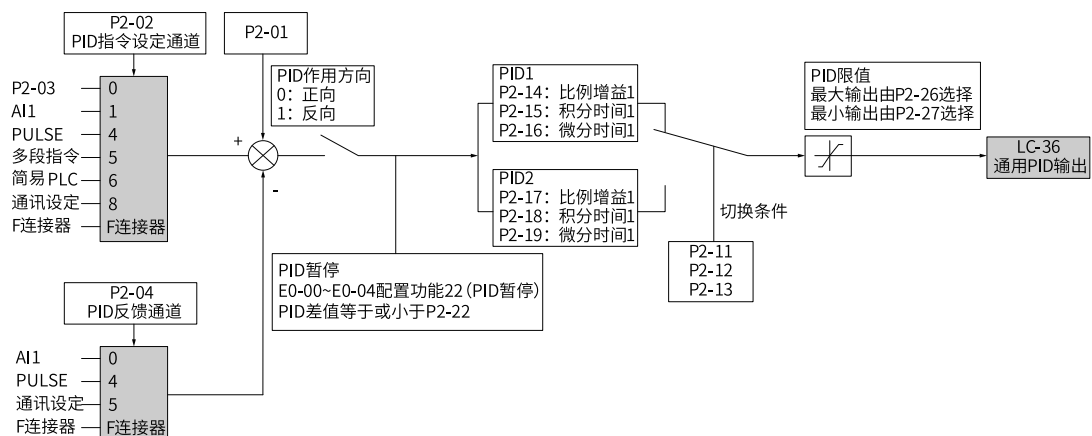 P2-02
PID指令设定通道
P2-03
0
AI1
1
PULSE
4
多段指令
5
简易PLC
6
通讯设定
8
F连接器
F连接器
P2-01
PID作用方向
0：正向
1：反向
+
-
PID1
P2-14：比例增益1
P2-15：积分时间1
P2-16：微分时间1
PID2
P2-17：比例增益1
P2-18：积分时间1
P2-19：微分时间1
PID限值
最大输出由P2-26选择
最小输出由P2-27选择
LC-36
通用PID输出
切换条件
P2-11
P2-12
P2-13
PID暂停
E0-00~E0-04配置功能22（PID暂停）
PID差值等于或小于P2-22
P2-04
PID反馈通道
AI1
0
PULSE
4
通讯设定
5
F连接器
F连接器